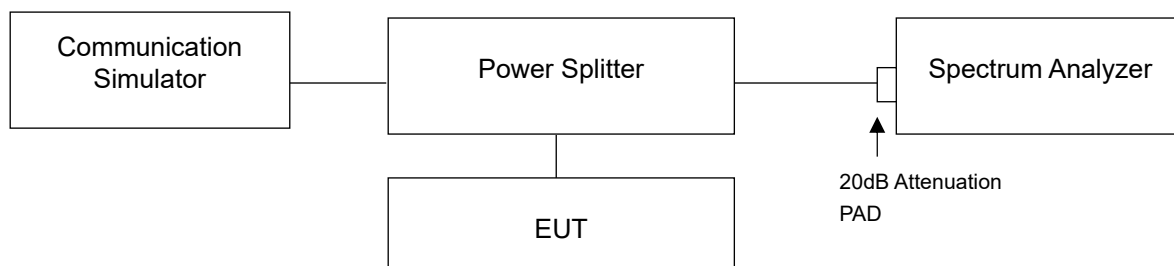 Communication
Simulator
Power Splitter
Spectrum Analyzer
20dB Attenuation
PAD
EUT